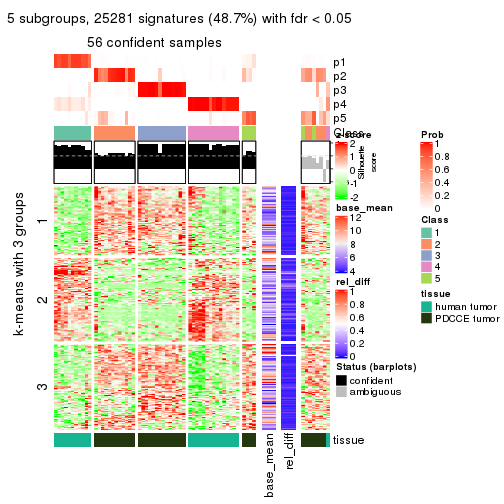 5 subgroups, 25281 signatures (48.7%) with fdr < 0.05
56 confident samples
p1
p2
p3
p4
p5
Class
Silhouette
score
k-means with 3 groups
1
2
3
z-score
2
1
0
-1
-2
base_mean
12
10
8
6
4
rel_diff
1
0.8
0.6
0.4
0.2
0
Status (barplots)
confident
ambiguous
Prob
1
0.8
0.6
0.4
0.2
0
Class
1
2
3
4
5
tissue
human tumor
PDCCE tumor
tissue
base_mean
rel_diff